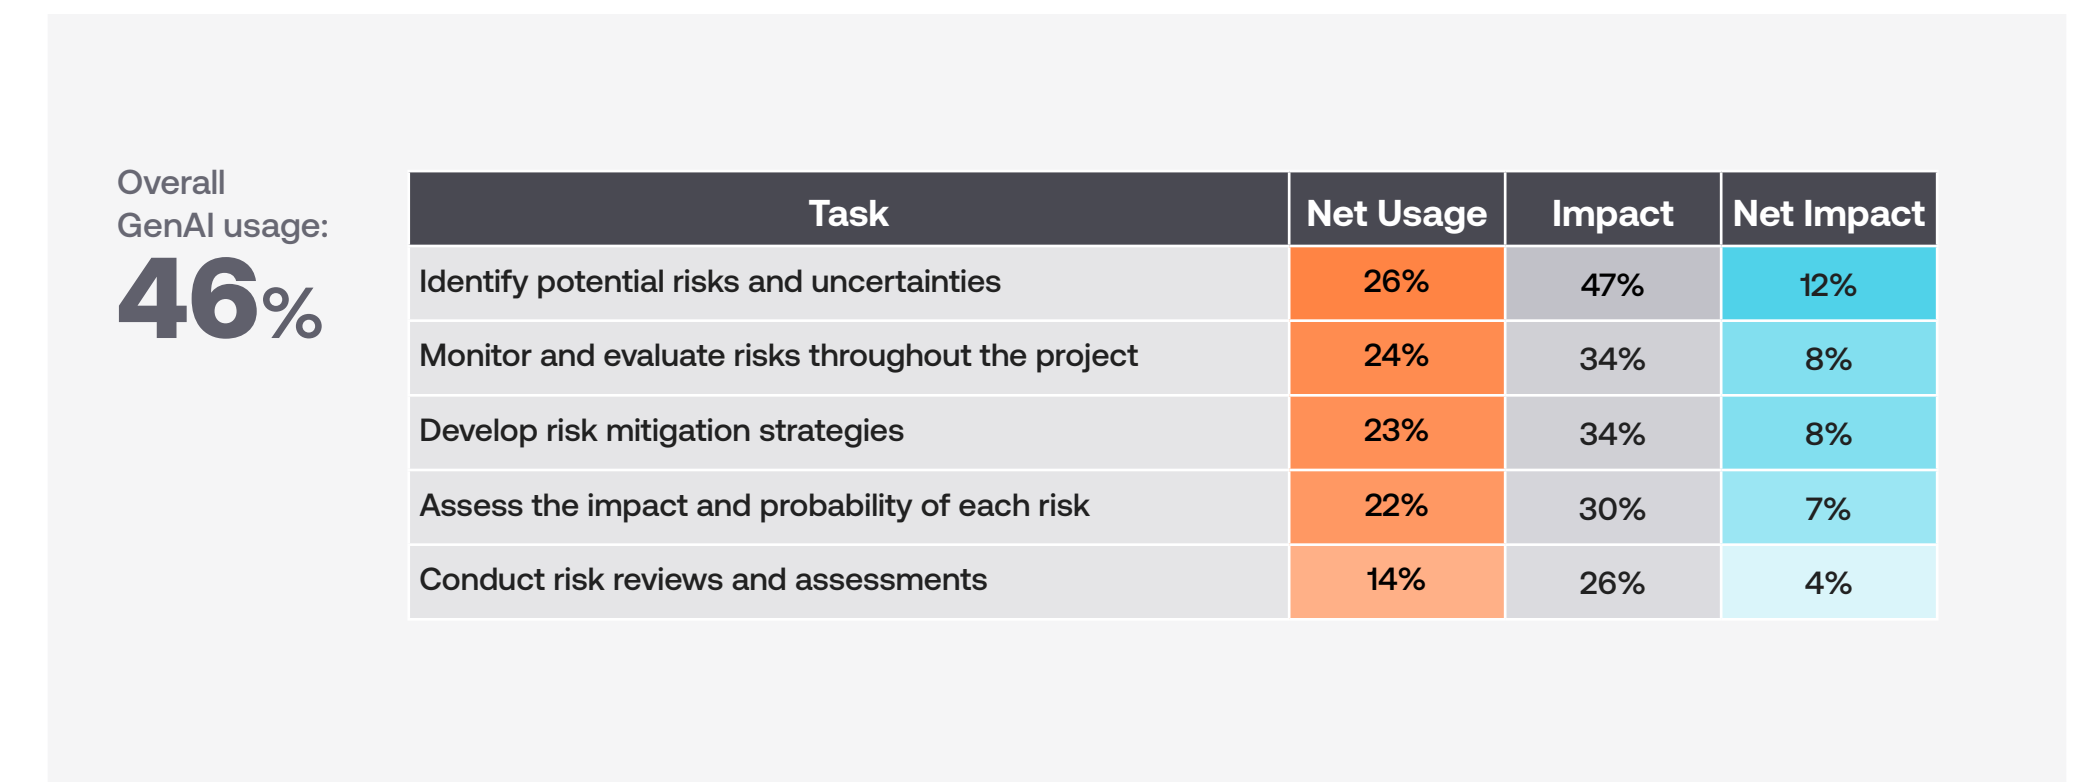 Overall
GenAI usage:
46%
Task Net Usage Impact Net Impact
Identify potential risks and uncertainties 26% 47% 12%
Monitor and evaluate risks throughout the project 24% 34% 8%
Develop risk mitigation strategies 23% 34% 8%
Assess the impact and probability of each risk 22% 30% 7%
Conduct risk reviews and assessments 14% 26% 4%